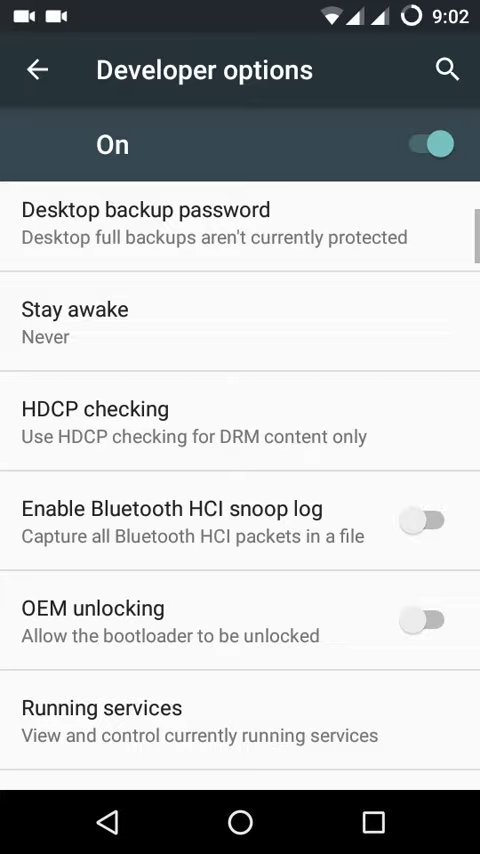 9:02
Developer options
On
Desktop backup password
Desktop full backups aren't currently protected
Stay awake
Never
HDCP checking
Use HDCP checking for DRM content only
Enable Bluetooth HCI snoop log
Capture all Bluetooth HCI packets in a file
OEM unlocking
Allow the bootloader to be unlocked
Running services
View and control currently running services